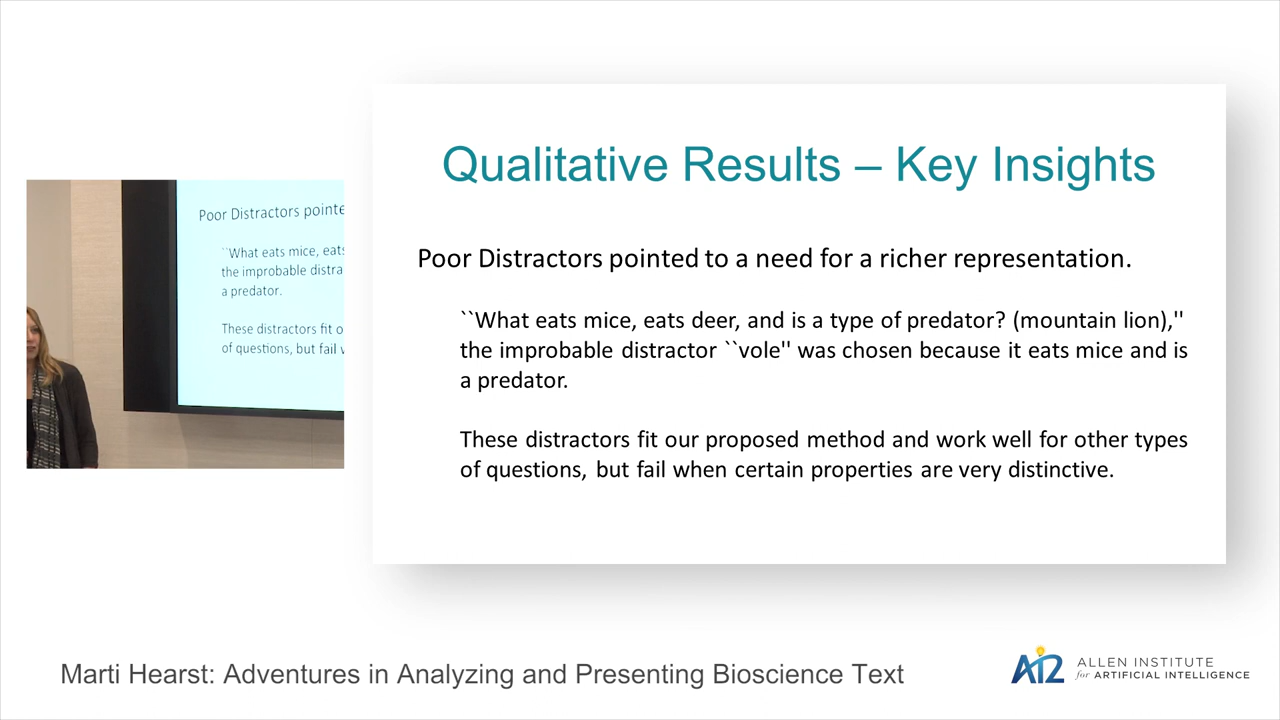 Qualitative Results – Key Insights
Poor Distractors pointed to a need for a richer representation.
``What eats mice, eats deer, and is a type of predator? (mountain lion),''
the improbable distractor ``vole'' was chosen because it eats mice and is
a predator.
These distractors fit our proposed method and work well for other types
of questions, but fail when certain properties are very distinctive.
Poor Distractors pointe
``What eats mice, eats
the improbable distra
a predator.
These distractors fit o
of questions, but fail
Marti Hearst: Adventures in Analyzing and Presenting Bioscience Text
AI2
ALLEN INSTITUTE
for ARTIFICIAL INTELLIGENCE